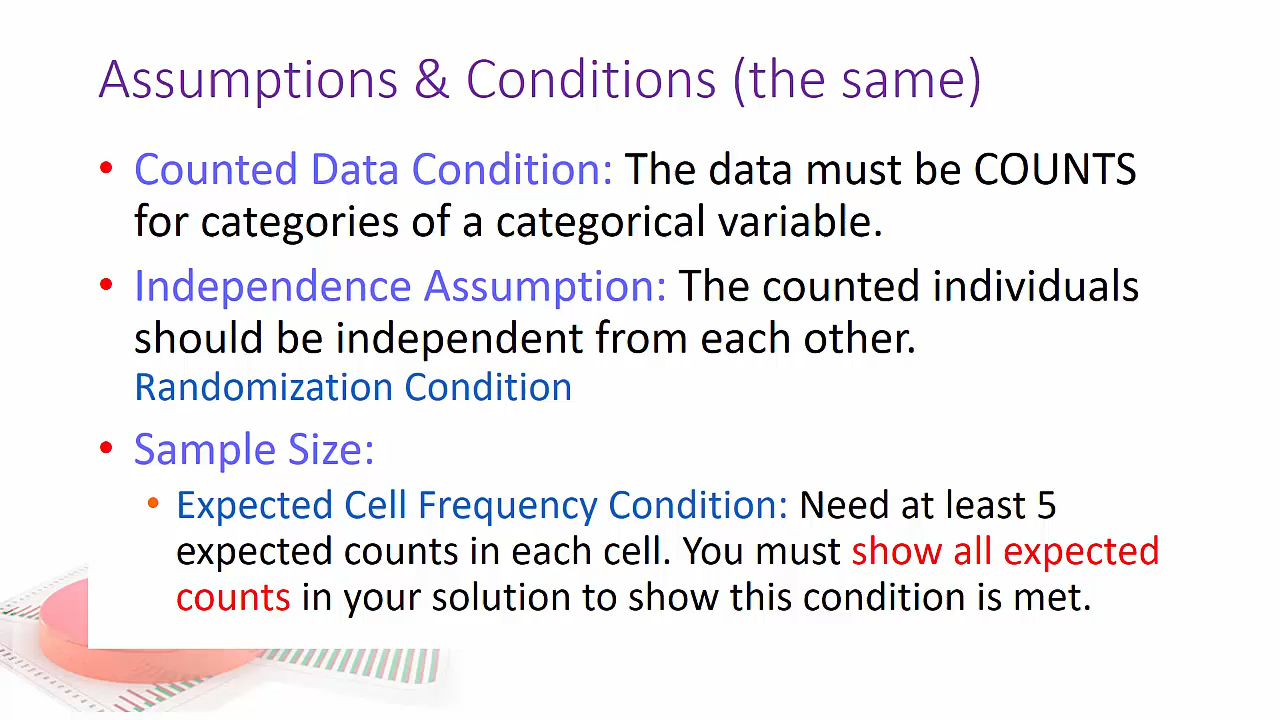 Assumptions & Conditions (the same)
• Counted Data Condition: The data must be COUNTS
for categories of a categorical variable.
• Independence Assumption: The counted individuals
should be independent from each other.
Randomization Condition
• Sample Size:
• Expected Cell Frequency Condition: Need at least 5
expected counts in each cell. You must show all expected
counts in your solution to show this condition is met.